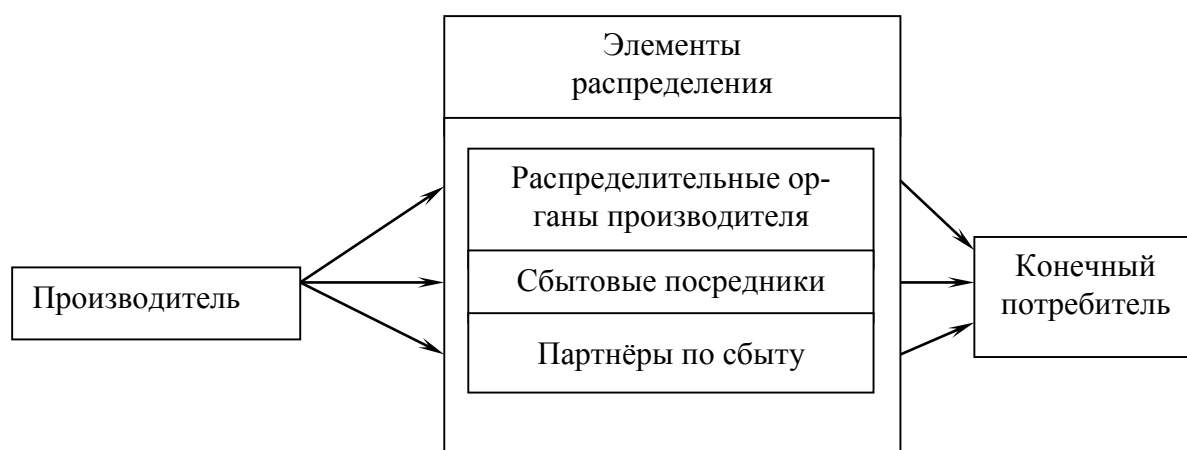 Элементы
распределения
Распределительные ор-
ганы производителя
Производитель
Сбытовые посредники
Конечный
потребитель
Партнёры по сбыту